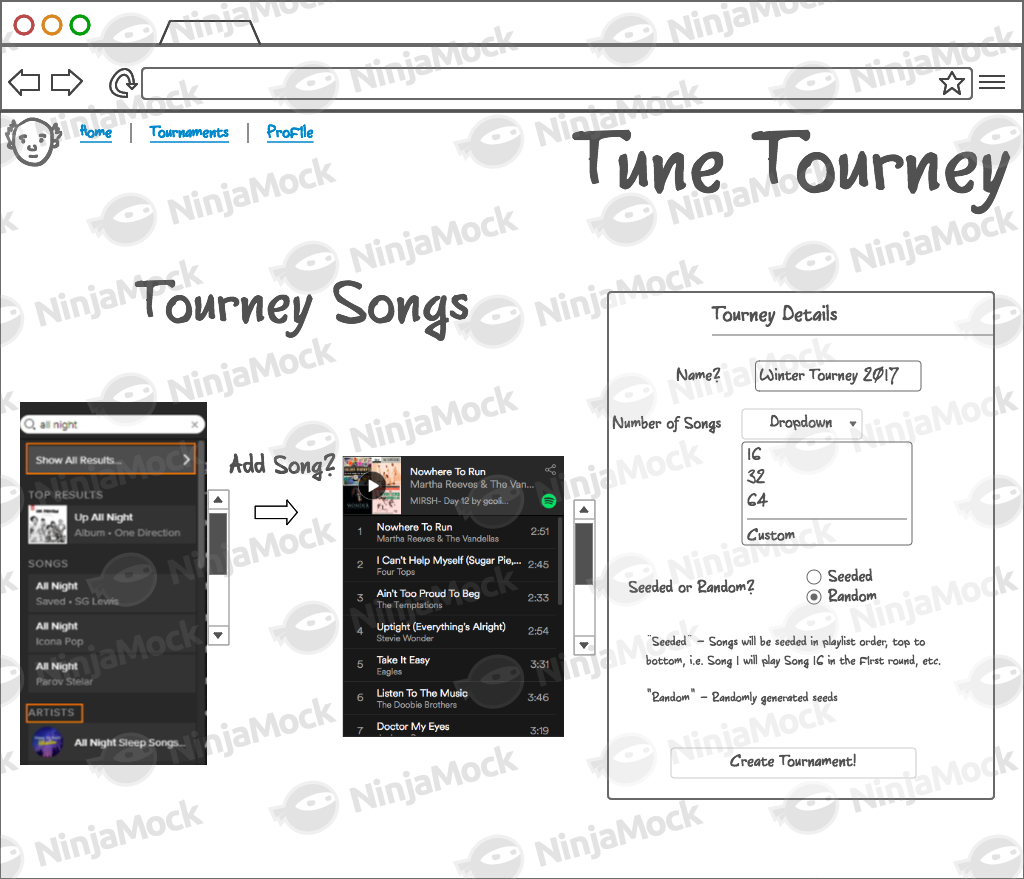 Home | Tournaments | Profile
Tune Tourney
Tourney Songs
all night
Show All Results...
TOP RESULTS
Up All Night
Album • One Direction
SONGS
All Night
Saved • SG Lewis
All Night
Icona Pop
All Night
Parov Stelar
ARTISTS
All Night Sleep Songs...
Add Song?
Nowhere To Run
Martha Reeves & The Van...
MIRSH- Day 12 by gcoli...
1 Nowhere To Run 2:51
Martha Reeves & The Vandellas
2 I Can't Help Myself (Sugar Pie,... 2:45
Four Tops
3 Ain't Too Proud To Beg 2:33
The Temptations
4 Uptight (Everything's Alright) 2:54
Stevie Wonder
5 Take It Easy 3:31
Eagles
6 Listen To The Music 3:46
The Doobie Brothers
7 Doctor My Eyes 3:19
Tourney Details
Name? Winter Tourney 2017
Number of Songs Dropdown
16
32
64
Custom
Seeded or Random?
Seeded
Random
"Seeded" - Songs will be seeded in playlist order, top to
bottom, i.e. Song 1 will play Song 16 in the first round, etc.
"Random" - Randomly generated seeds
Create Tournament!
NinjaMock